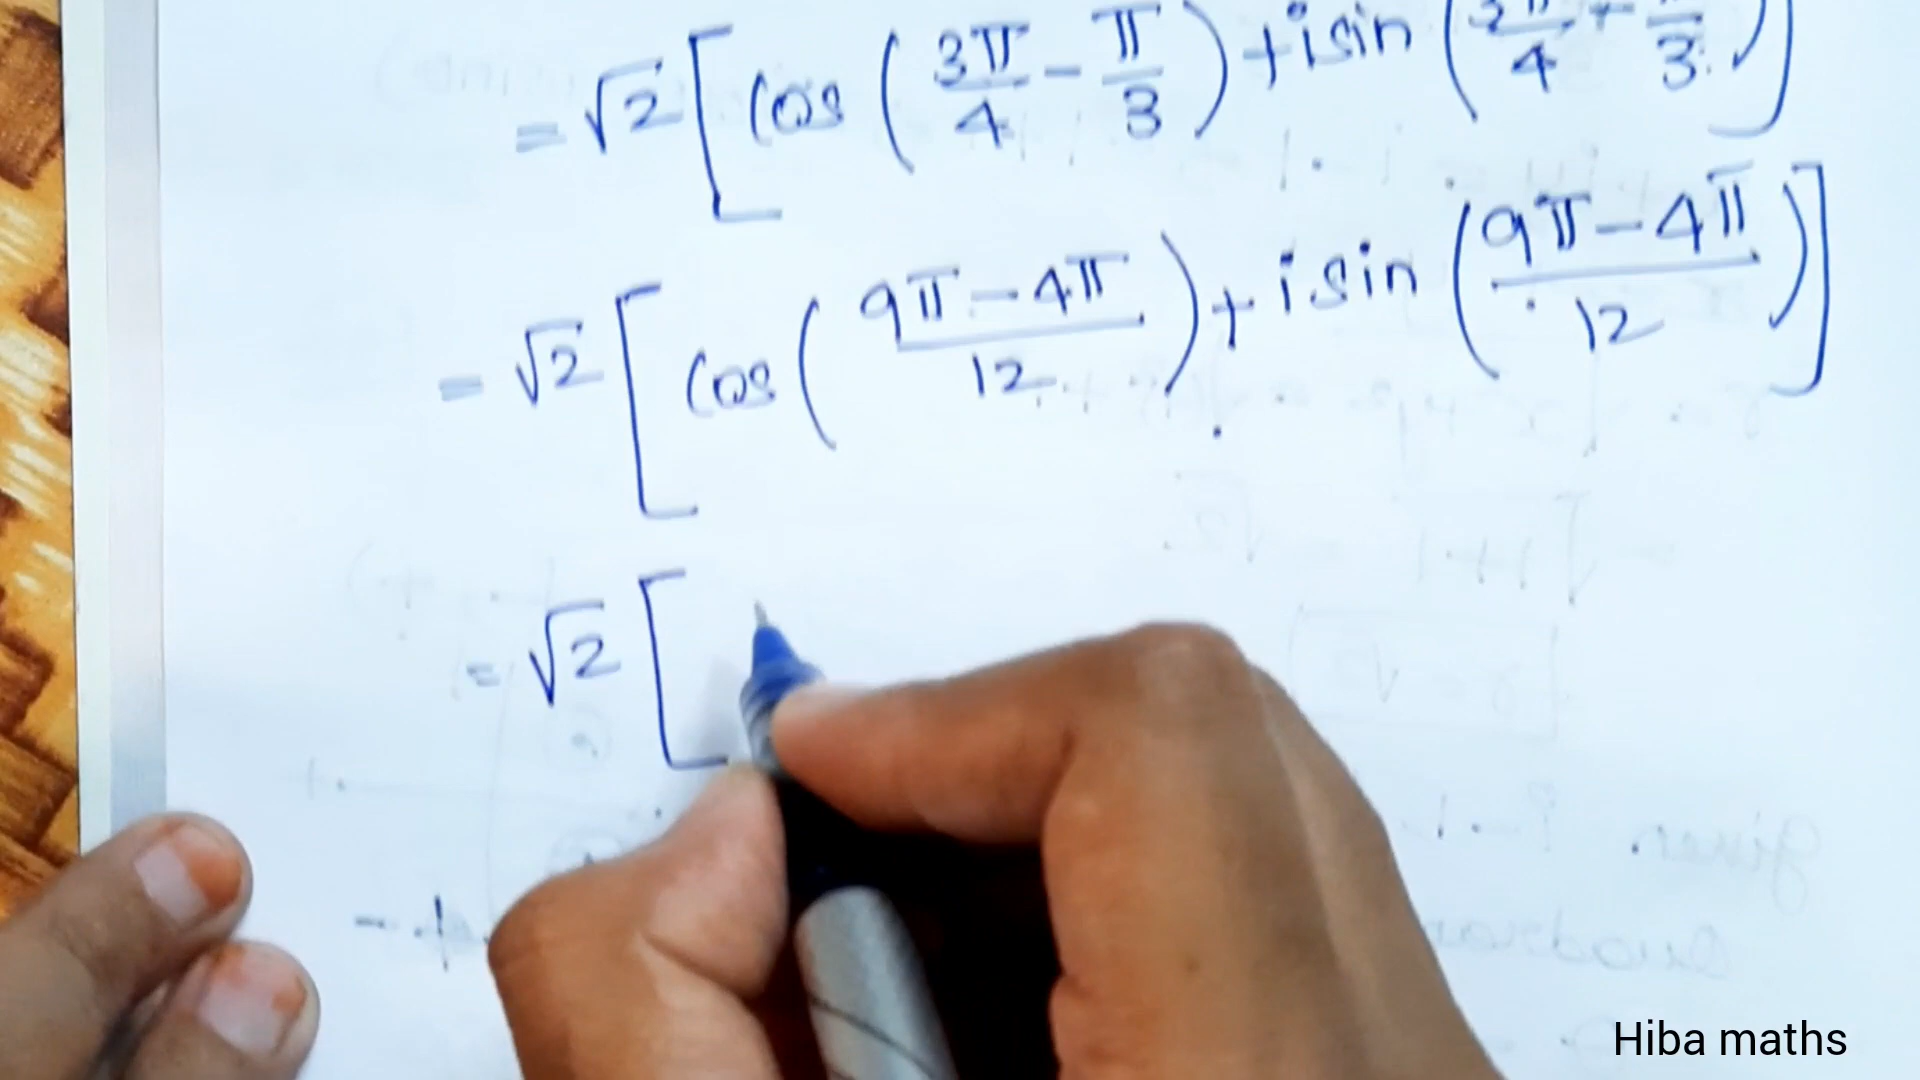 = √2 [ Cos ( 3π/4 - π/3 ) + i sin ( 3π/4 + π/3 ) ]
= √2 [ Cos ( 9π - 4π / 12 ) + i sin ( 9π - 4π / 12 ) ]
= √2 [
Hiba maths